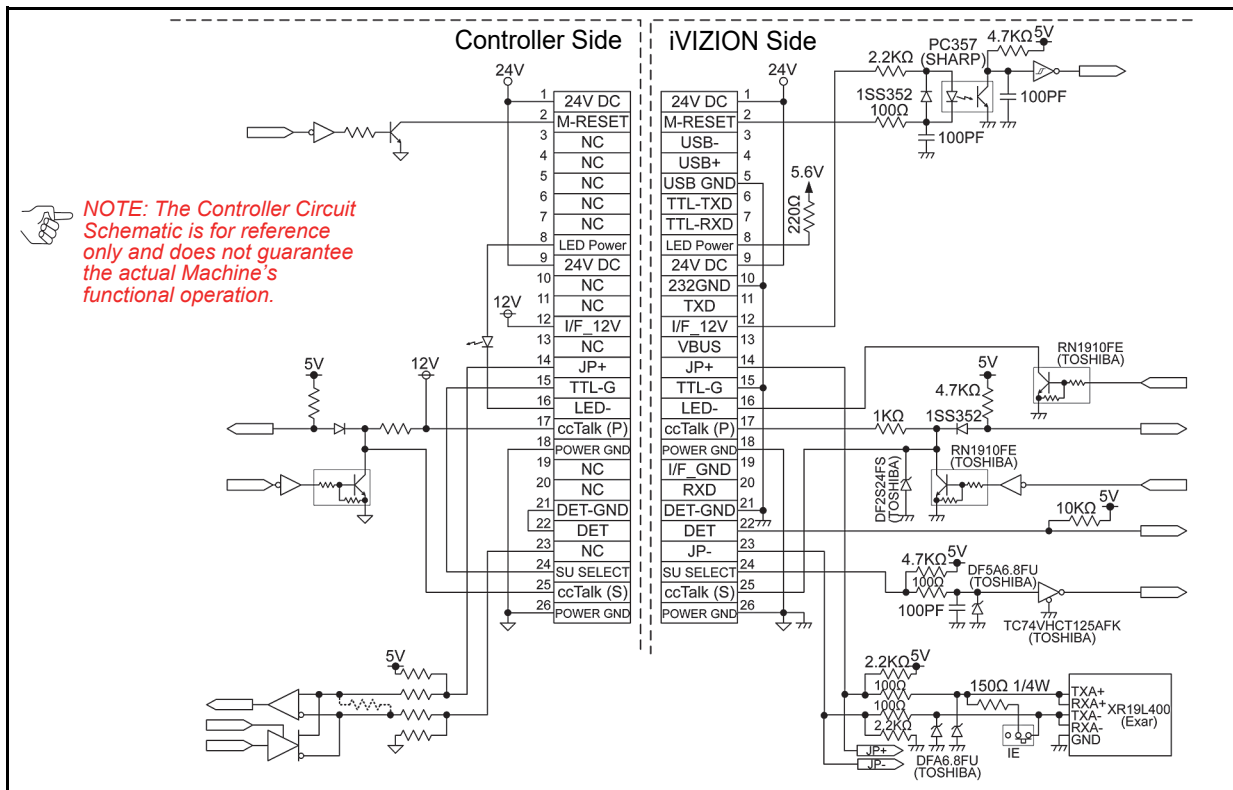 Controller Side
iVIZION Side
24V
1 24V DC
2 M-RESET
3 NC
4 NC
5 NC
6 NC
7 NC
8 LED Power
9 24V DC
10 NC
11 NC
12 I/F_12V
13 NC
14 JP+
15 TTL-G
16 LED-
17 ccTalk (P)
18 POWER GND
19 NC
20 NC
21 DET-GND
22 DET
23 NC
24 SU SELECT
25 ccTalk (S)
26 POWER GND
NOTE: The Controller Circuit
Schematic is for reference
only and does not guarantee
the actual Machine's
functional operation.
12V
5V
12V
5V
24V
24V DC 1
M-RESET 2
USB- 3
USB+ 4
USB GND 5
TTL-TXD 6
TTL-RXD 7
LED Power 8
24V DC 9
232GND 10
TXD 11
I/F_12V 12
VBUS 13
JP+ 14
TTL-G 15
LED- 16
ccTalk (P) 17
POWER GND 18
I/F_GND 19
RXD 20
DET-GND 21
DET 22
JP- 23
SU SELECT 24
ccTalk (S) 25
POWER GND 26
4.7KΩ
5V
PC357
(SHARP)
2.2KΩ
1SS352
100Ω
100PF
100PF
5.6V
220Ω
RN1910FE
(TOSHIBA)
5V
4.7KΩ
1KΩ
1SS352
RN1910FE
(TOSHIBA)
DF2S24FS
(TOSHIBA)
5V
10KΩ
5V
4.7KΩ
100Ω
DF5A6.8FU
(TOSHIBA)
100PF
TC74VHCT125AFK
(TOSHIBA)
2.2KΩ
5V
100Ω
150Ω 1/4W
100Ω
2.2KΩ
TXA+
RXA+
TXA-
RXA-
GND
XR19L400
(Exar)
IE
JP+
JP-
DFA6.8FU
(TOSHIBA)